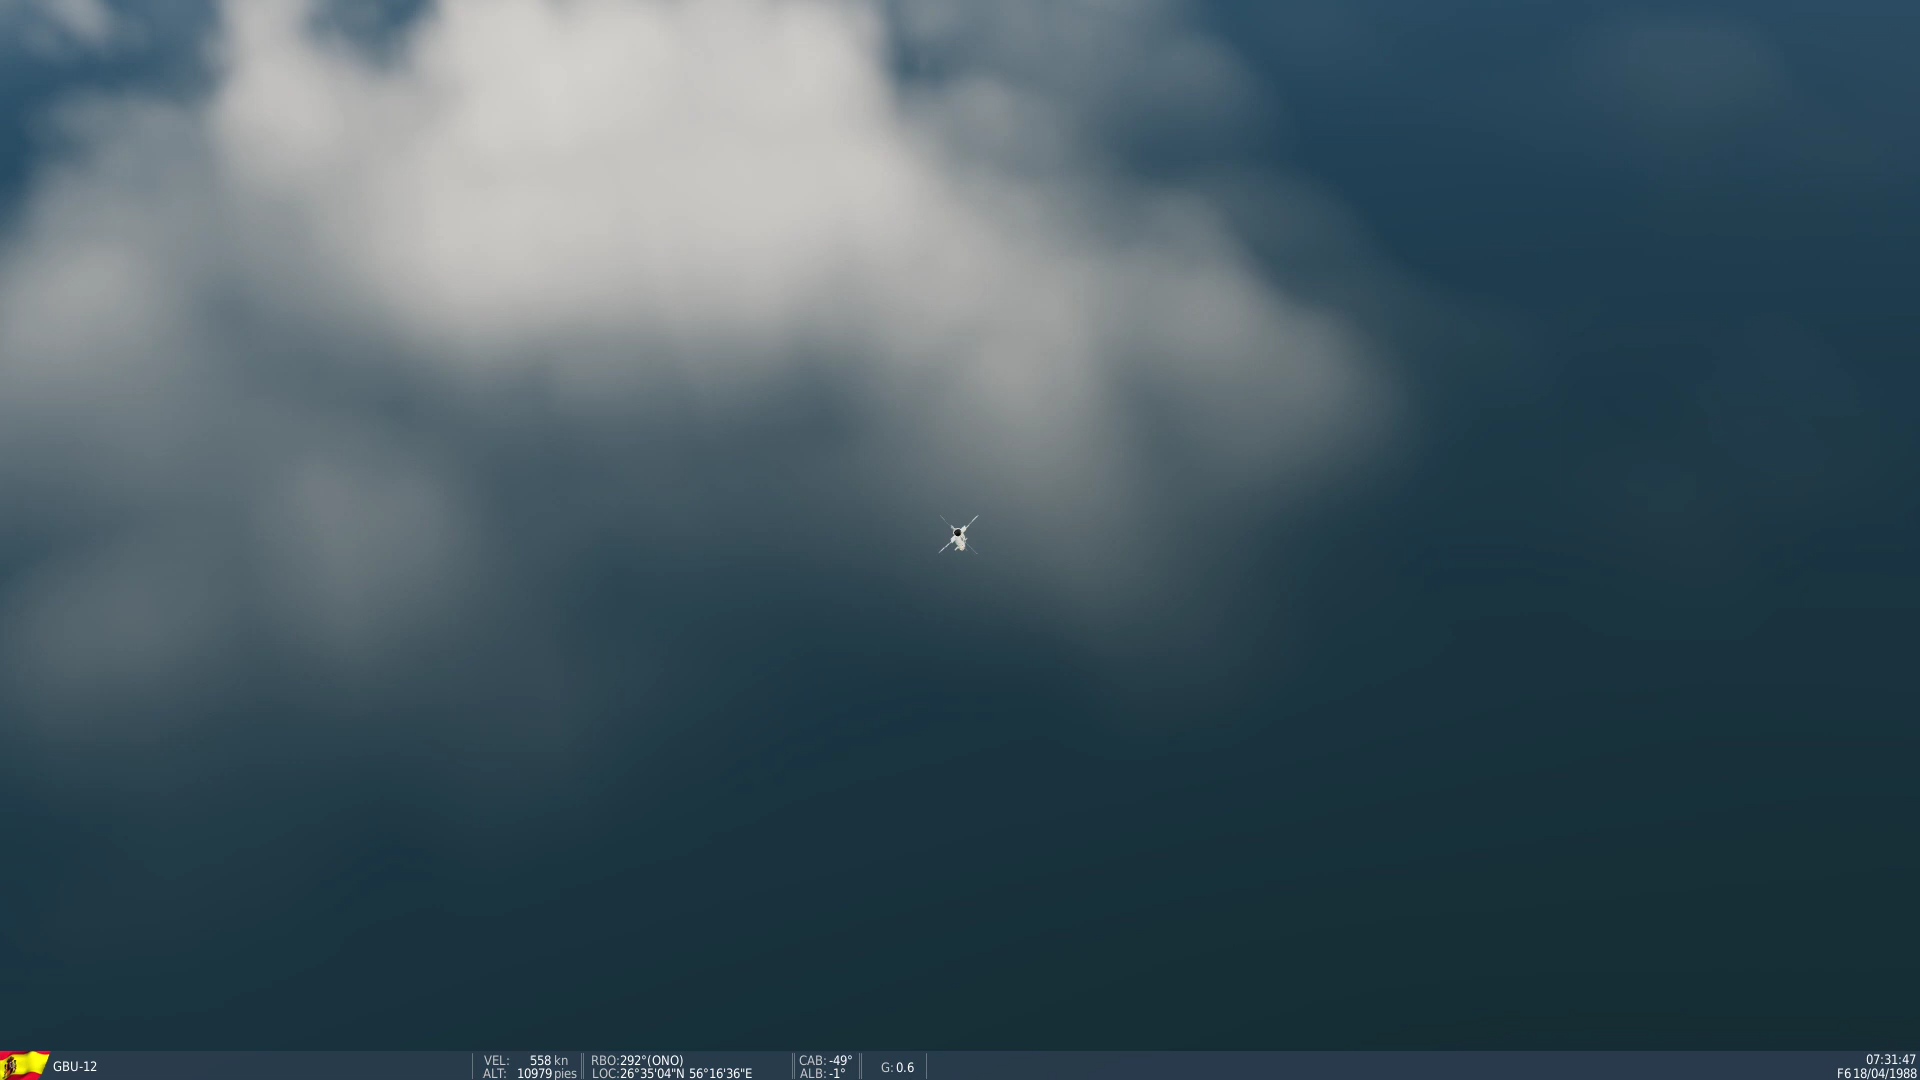 GBU-12
VEL: 558 kn
ALT: 10979 pies
RBO:292°(ONO)
LOC:26°35'04"N 56°16'36"E
CAB:-49°
ALB:-1°
G: 0.6
07:31:47
F6 18/04/1988